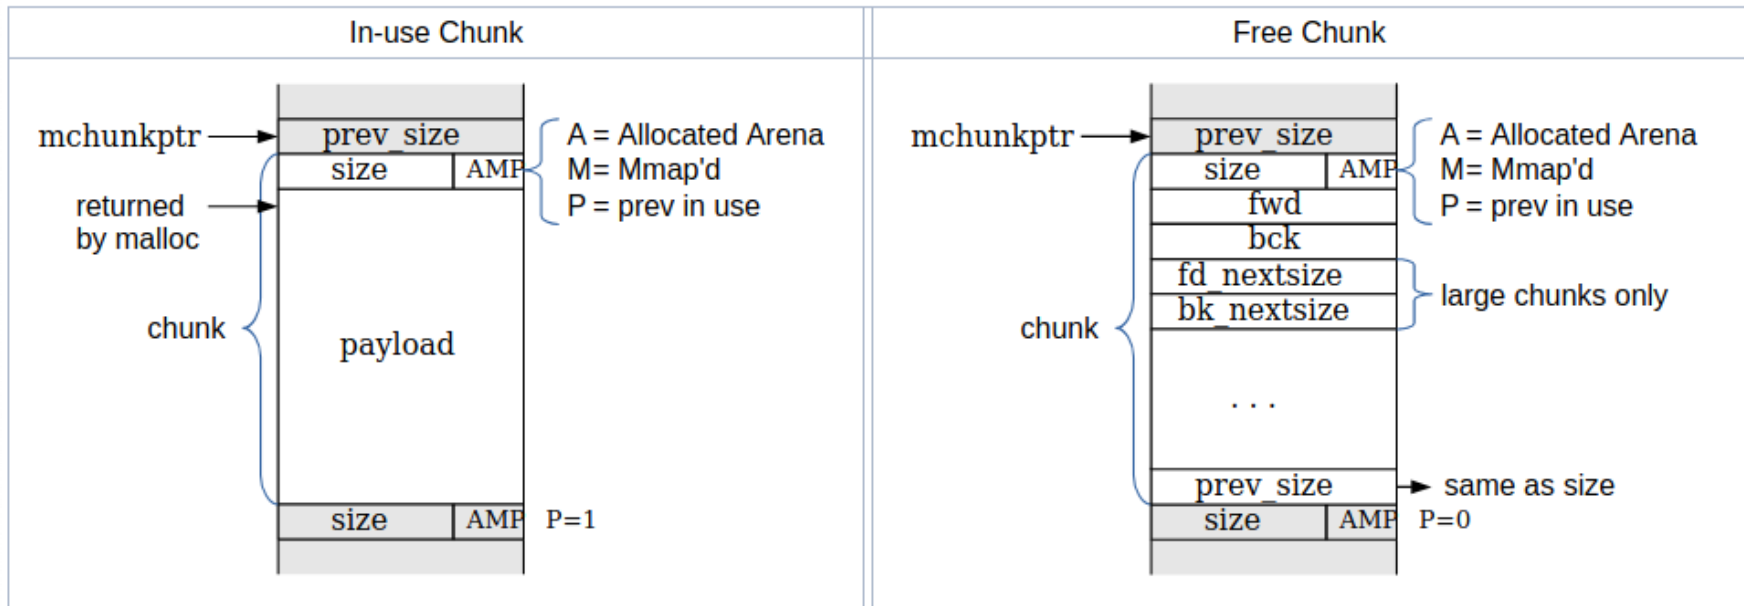 In-use Chunk
mchunkptr
prev_size
A = Allocated Arena
size
AMP
M= Mmap'd
returned
by malloc
P = prev in use
chunk
payload
size
AMP
P=1
Free Chunk
mchunkptr
prev_size
A = Allocated Arena
size
AMP
M= Mmap'd
fwd
P = prev in use
bck
fd_nextsize
bk_nextsize
large chunks only
chunk
. . .
prev_size
same as size
size
AMP
P=0